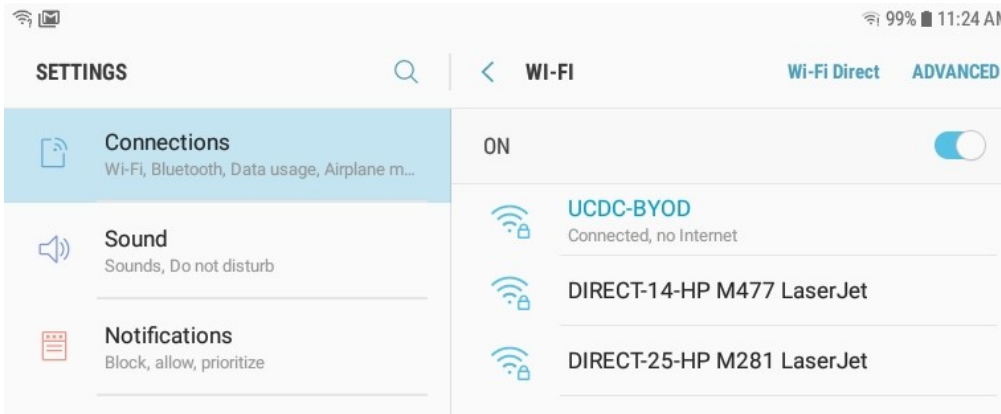 99% 11:24 AM
SETTINGS
WI-FI
Wi-Fi Direct
ADVANCED
Connections
Wi-Fi, Bluetooth, Data usage, Airplane m...
Sound
Sounds, Do not disturb
Notifications
Block, allow, prioritize
ON
UCDC-BYOD
Connected, no Internet
DIRECT-14-HP M477 LaserJet
DIRECT-25-HP M281 LaserJet